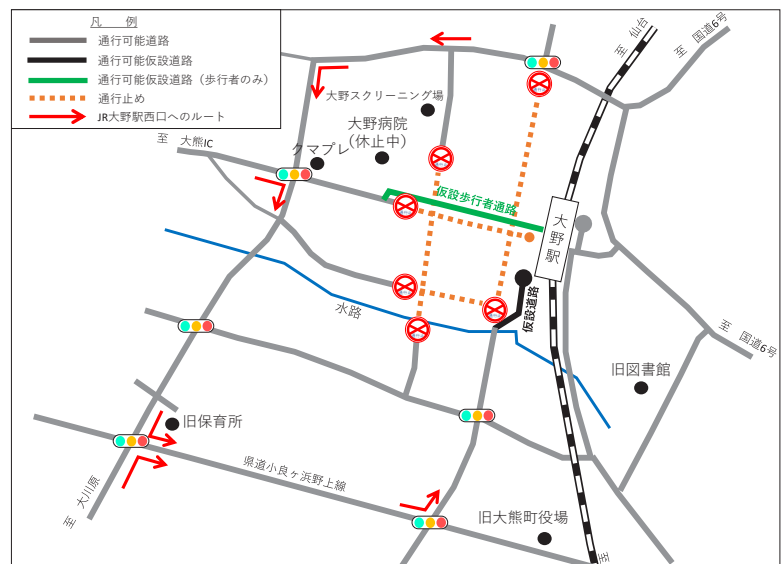 凡　例
通行可能道路
通行可能仮設道路
通行可能仮設道路（歩行者のみ）
通行止め
JR大野駅西口へのルート
至 仙台
至 国道6号
大野スクリーニング場
大野病院
（休止中）
クマプレ
至 大熊IC
仮設歩行者通路
大野駅
仮設道路
水路
至 国道6号
旧図書館
旧保育所
県道小良ヶ浜野上線
至 大川原
旧大熊町役場
至